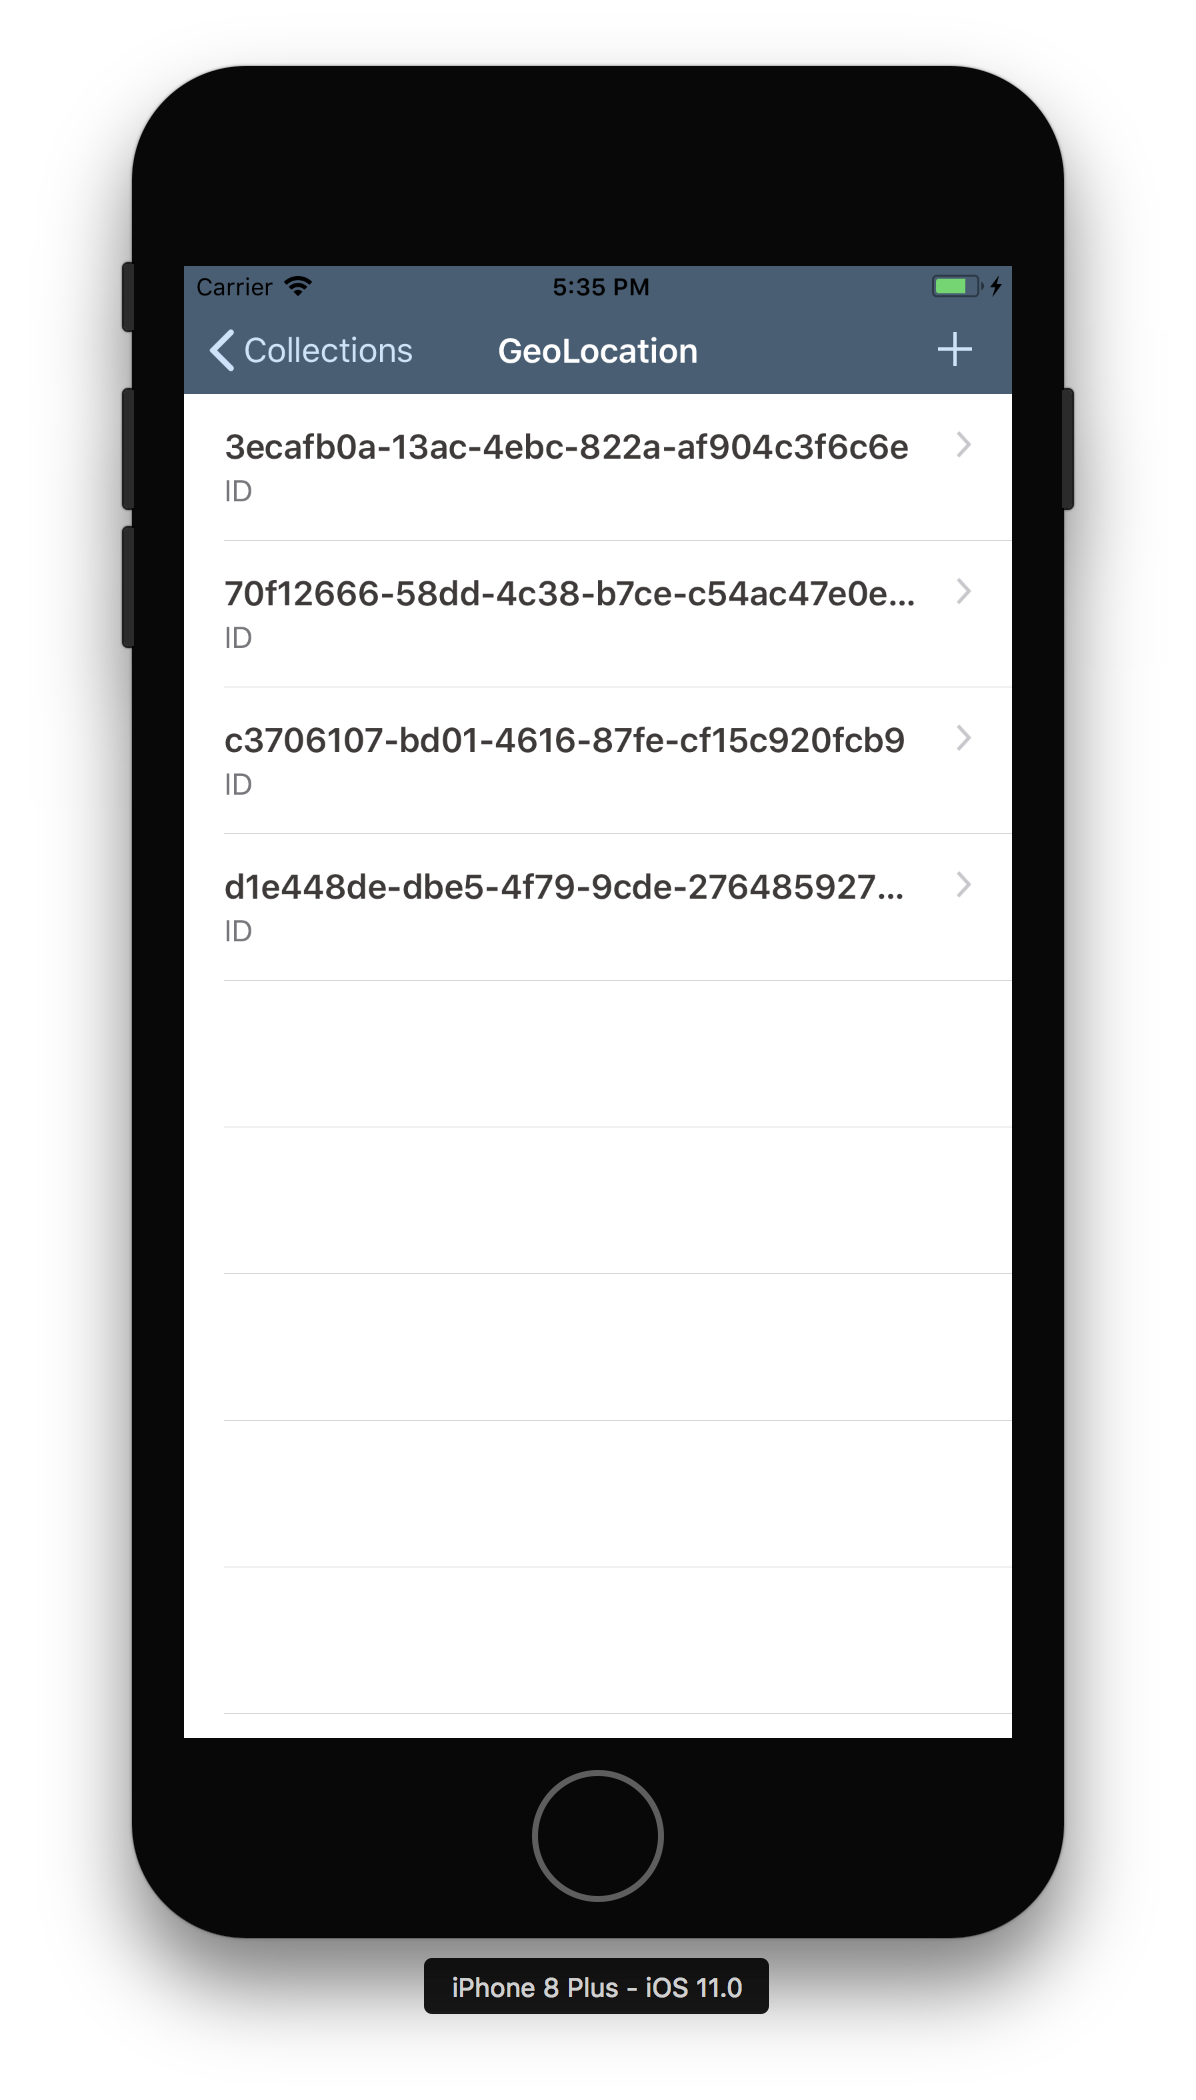 Carrier 5:35 PM
Collections GeoLocation
3ecafb0a-13ac-4ebc-822a-af904c3f6c6e
ID
70f12666-58dd-4c38-b7ce-c54ac47e0e...
ID
c3706107-bd01-4616-87fe-cf15c920fcb9
ID
d1e448de-dbe5-4f79-9cde-276485927...
ID
iPhone 8 Plus - iOS 11.0